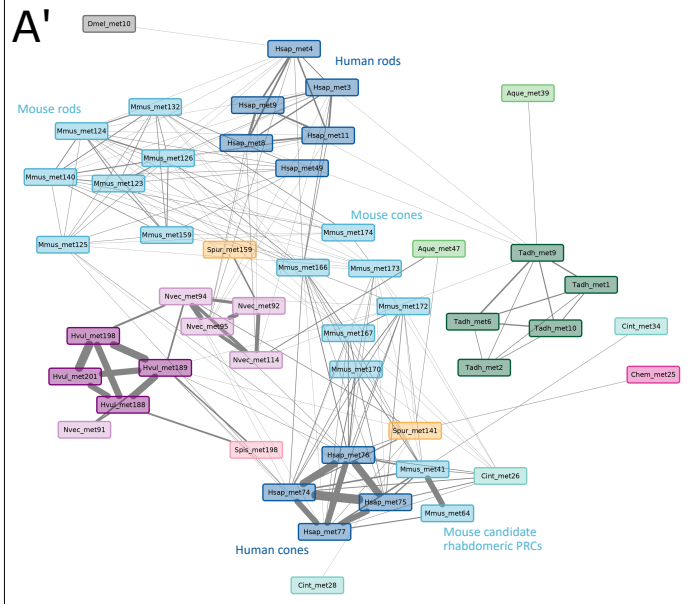 A'
Dmel_met10
Hsap_met4
Human rods
Hsap_met3
Aque_met39
Mouse rods
Mmus_met132
Hsap_met9
Mmus_met124
Hsap_met11
Hsap_met8
Mmus_met126
Hsap_met49
Mmus_met140
Mmus_met123
Mouse cones
Mmus_met174
Mmus_met159
Mmus_met125
Spur_met159
Aque_met47
Tadh_met9
Mmus_met166
Mmus_met173
Tadh_met1
Nvec_met94
Nvec_met92
Mmus_met172
Tadh_met6
Nvec_met95
Tadh_met10
Cint_met34
Hvul_met198
Mmus_met167
Nvec_met114
Hvul_met189
Mmus_met170
Tadh_met2
Hvul_met201
Chem_met25
Hvul_met188
Nvec_met91
Spur_met141
Spis_met198
Hsap_met76
Mmus_met41
Cint_met26
Hsap_met74
Hsap_met75
Mmus_met64
Hsap_met77
Mouse candidate
rhabdomeric PRCs
Human cones
Cint_met28